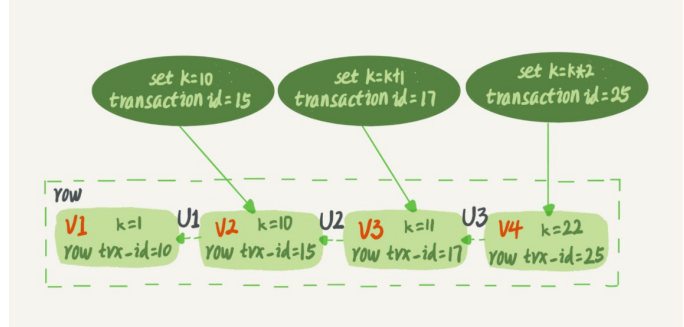 set k=10
transaction id=15
set k=k+1
transaction id=17
set k=k*2
transaction id=25
row
V1 k=1
row trx-id=10
U1
V2 k=10
row trx-id=15
U2
V3 k=11
row trx-id=17
U3
V4 k=22
row trx-id=25